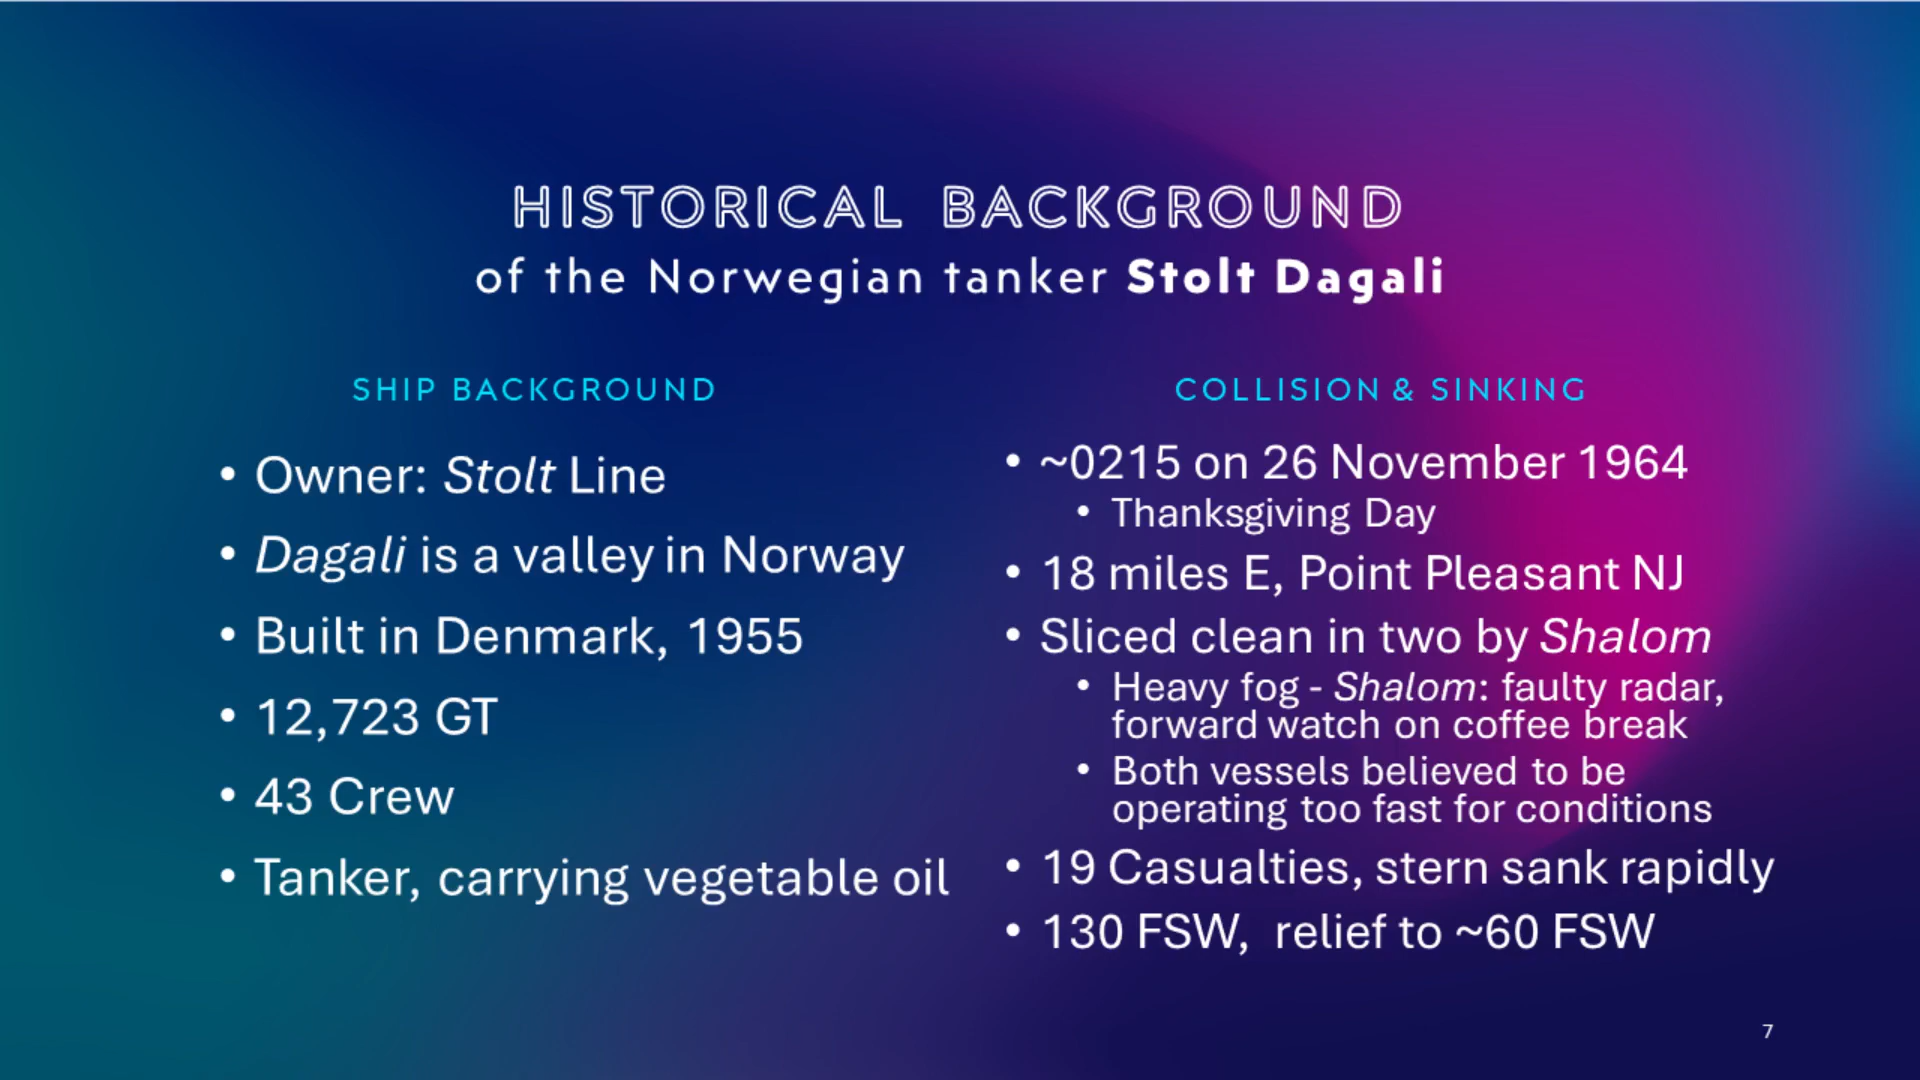 HISTORICAL BACKGROUND
of the Norwegian tanker Stolt Dagali
SHIP BACKGROUND
• Owner: Stolt Line
• Dagali is a valley in Norway
• Built in Denmark, 1955
• 12,723 GT
• 43 Crew
• Tanker, carrying vegetable oil
COLLISION & SINKING
• ~0215 on 26 November 1964
• Thanksgiving Day
• 18 miles E, Point Pleasant NJ
• Sliced clean in two by Shalom
• Heavy fog - Shalom: faulty radar,
forward watch on coffee break
• Both vessels believed to be
operating too fast for conditions
• 19 Casualties, stern sank rapidly
• 130 FSW, relief to ~60 FSW
7